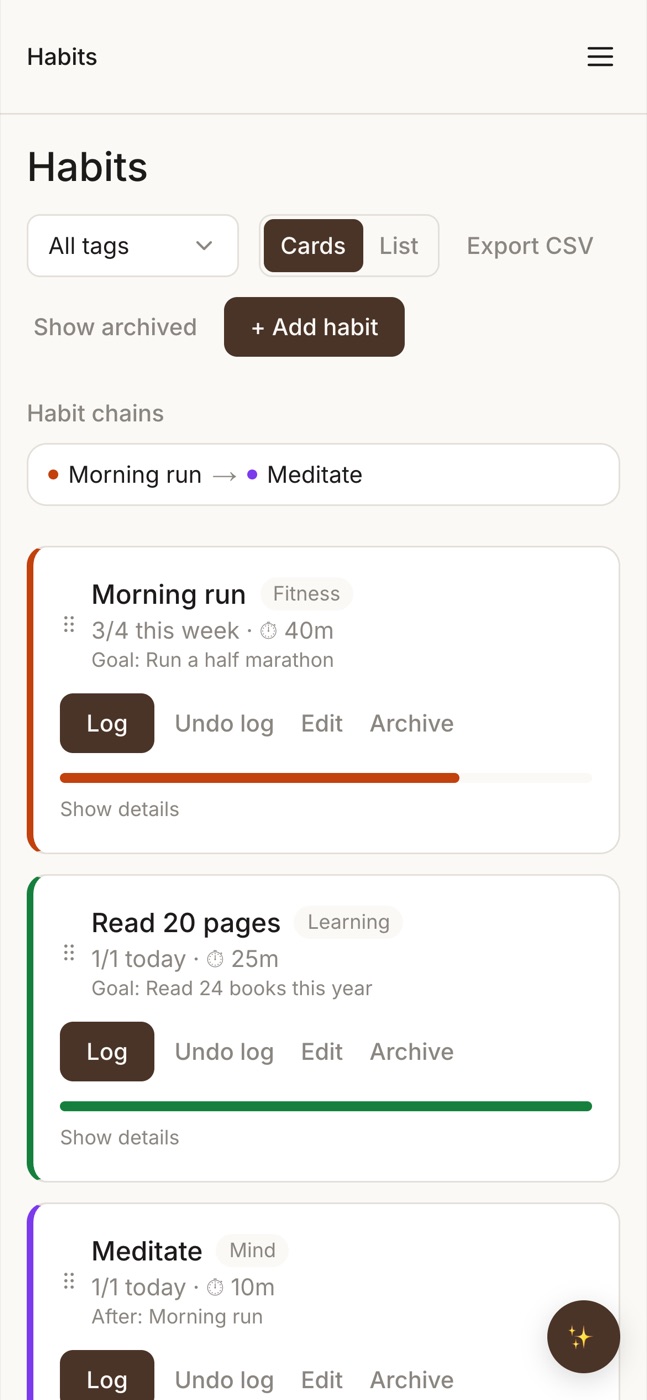 Habits
Habits
All tags
Cards List
Export CSV
Show archived
+ Add habit
Habit chains
Morning run → Meditate
Morning run Fitness
3/4 this week · ⏱ 40m
Goal: Run a half marathon
Log Undo log Edit Archive
Show details
Read 20 pages Learning
1/1 today · ⏱ 25m
Goal: Read 24 books this year
Log Undo log Edit Archive
Show details
Meditate Mind
1/1 today · ⏱ 10m
After: Morning run
Log Undo log Edit Archive